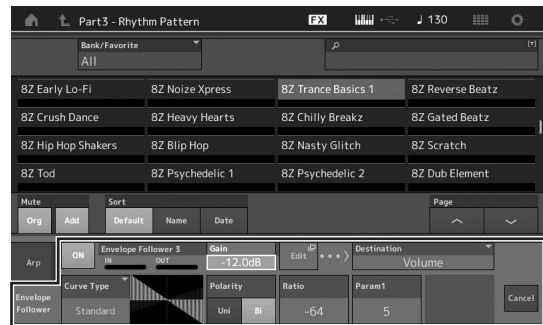 Part3 - Rhythm Pattern FX 130
Bank/Favorite
All
[T]
8Z Early Lo-Fi 8Z Noize Xpress 8Z Trance Basics 1 8Z Reverse Beatz
8Z Crush Dance 8Z Heavy Hearts 8Z Chilly Breakz 8Z Gated Beatz
8Z Hip Hop Shakers 8Z Blip Hop 8Z Nasty Glitch 8Z Scratch
8Z Tod 8Z Psychedelic 1 8Z Psychedelic 2 8Z Dub Element
Mute Sort Page
Org Add Default Name Date
Arp ON Envelope Follower 3 Gain Edit Destination
IN OUT -12.0dB Volume
Envelope Follower Curve Type Polarity Ratio Param1 Cancel
Standard Uni Bi -64 5